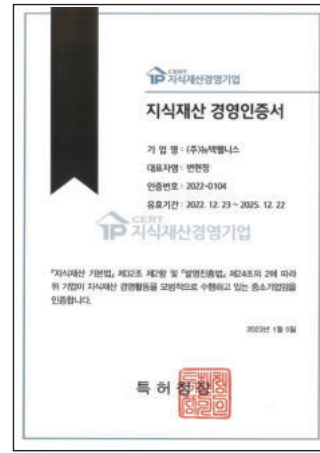 CERT
IP 지식재산경영기업
지식재산 경영인증서
기 업 명 : (주)뉴택웰니스
대표자명 : 변현정
인증번호 : 2022-0104
유효기간 : 2022. 12. 23 ~ 2025. 12. 22
CERT
IP 지식재산경영기업
「지식재산 기본법」 제32조 제2항 및 「발명진흥법」 제24조의 2에 따라
위 기업이 지식재산 경영활동을 모범적으로 수행하고 있는 중소기업임을
인증합니다.
2023년 1월 5일
특 허 청 장